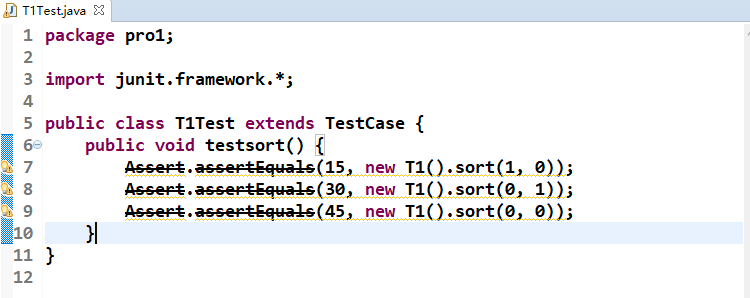 T1Test.java
1 package pro1;
2
3 import junit.framework.*;
4
5 public class T1Test extends TestCase {
6     public void testsort() {
7         Assert.assertEquals(15, new T1().sort(1, 0));
8         Assert.assertEquals(30, new T1().sort(0, 1));
9         Assert.assertEquals(45, new T1().sort(0, 0));
10     }
11 }
12